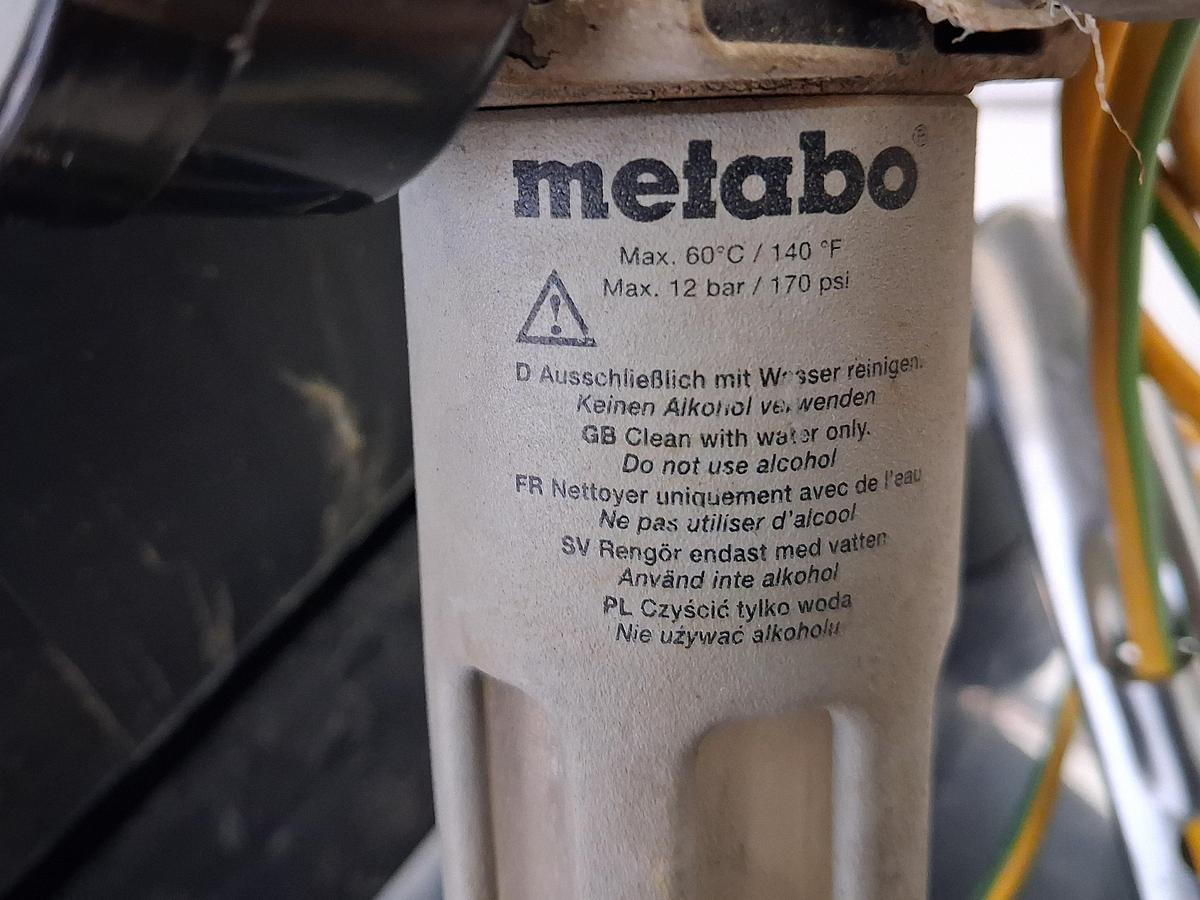 metabo®
Max. 60°C / 140 °F
Max. 12 bar / 170 psi
D Ausschließlich mit Wasser reinigen.
Keinen Alkohol verwenden
GB Clean with water only.
Do not use alcohol
FR Nettoyer uniquement avec de l'eau
Ne pas utiliser d'alcool
SV Rengör endast med vatten
Använd inte alkohol
PL Czyścić tylko woda
Nie używać alkoholu